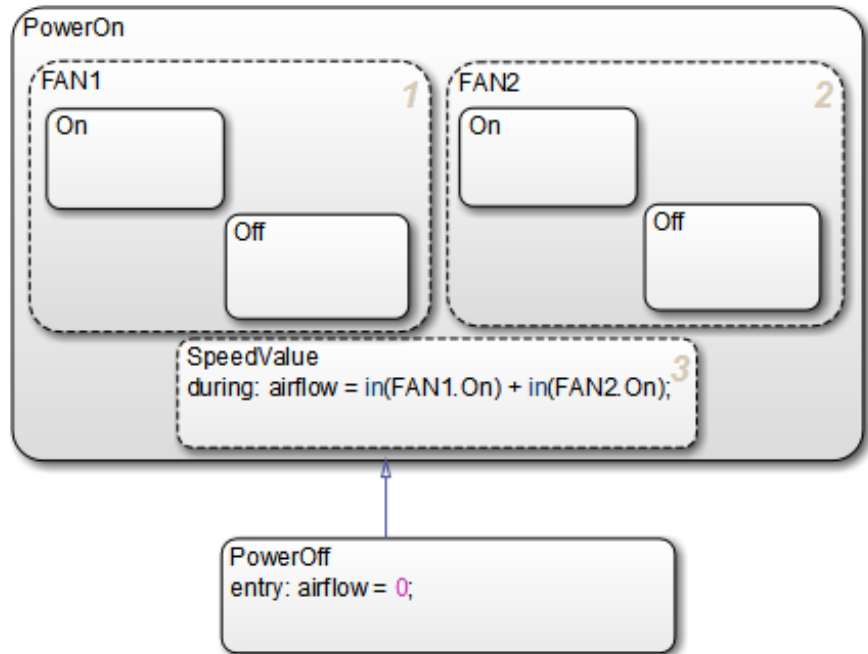 PowerOn
FAN1
1
On
Off
FAN2
2
On
Off
SpeedValue
3
during: airflow = in(FAN1.On) + in(FAN2.On);
PowerOff
entry: airflow = 0;